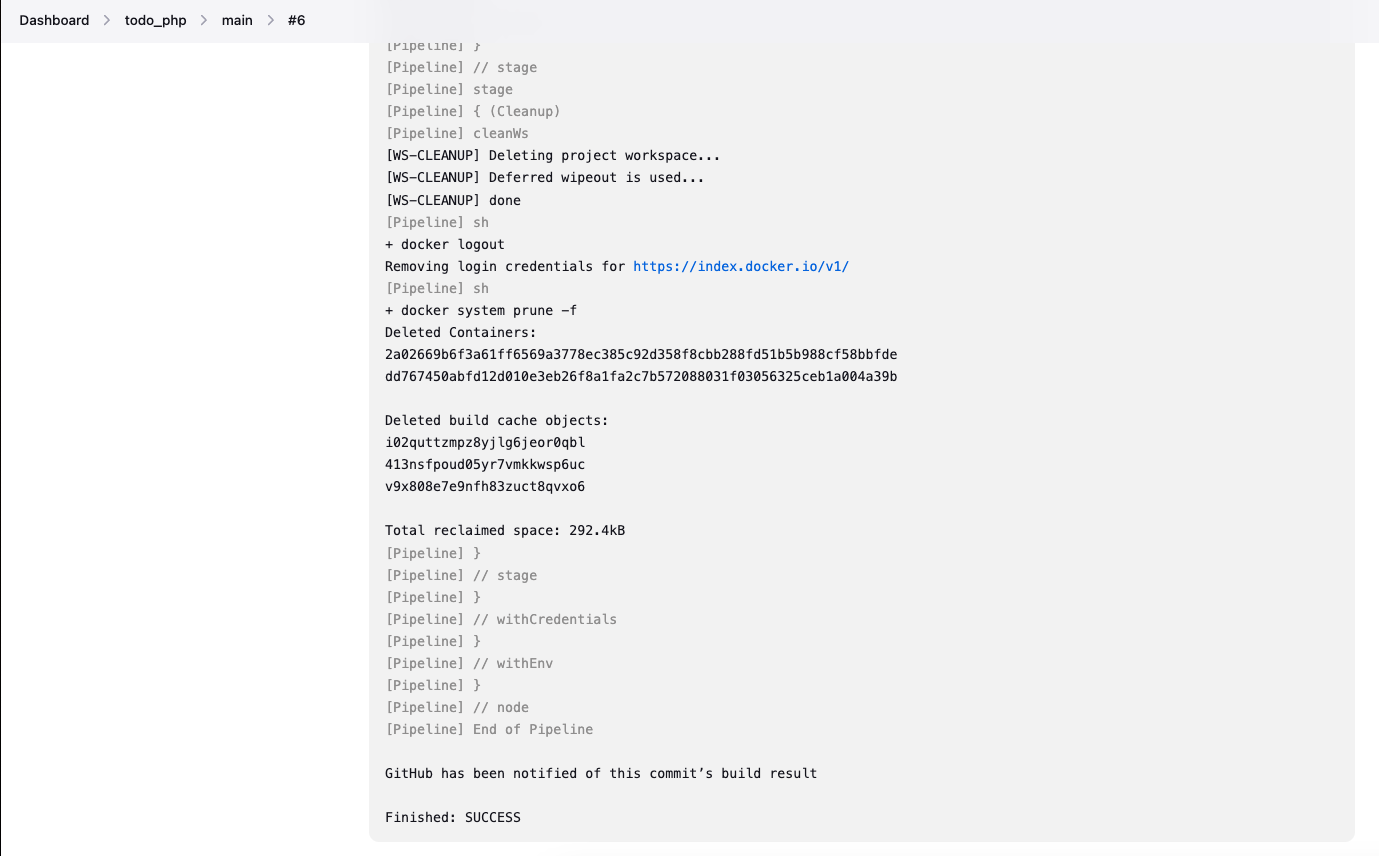 Dashboard > todo_php > main > #6
[Pipeline] }
[Pipeline] // stage
[Pipeline] stage
[Pipeline] { (Cleanup)
[Pipeline] cleanWs
[WS-CLEANUP] Deleting project workspace...
[WS-CLEANUP] Deferred wipeout is used...
[WS-CLEANUP] done
[Pipeline] sh
+ docker logout
Removing login credentials for https://index.docker.io/v1/
[Pipeline] sh
+ docker system prune -f
Deleted Containers:
2a02669b6f3a61ff6569a3778ec385c92d358f8cbb288fd51b5b988cf58bbfde
dd767450abfd12d010e3eb26f8a1fa2c7b572088031f03056325ceb1a004a39b

Deleted build cache objects:
i02quttzmpz8yjlg6jeor0qbl
413nsfpoud05yr7vmkkwsp6uc
v9x808e7e9nfh83zuct8qvxo6

Total reclaimed space: 292.4kB
[Pipeline] }
[Pipeline] // stage
[Pipeline] }
[Pipeline] // withCredentials
[Pipeline] }
[Pipeline] // withEnv
[Pipeline] }
[Pipeline] // node
[Pipeline] End of Pipeline

GitHub has been notified of this commit’s build result

Finished: SUCCESS